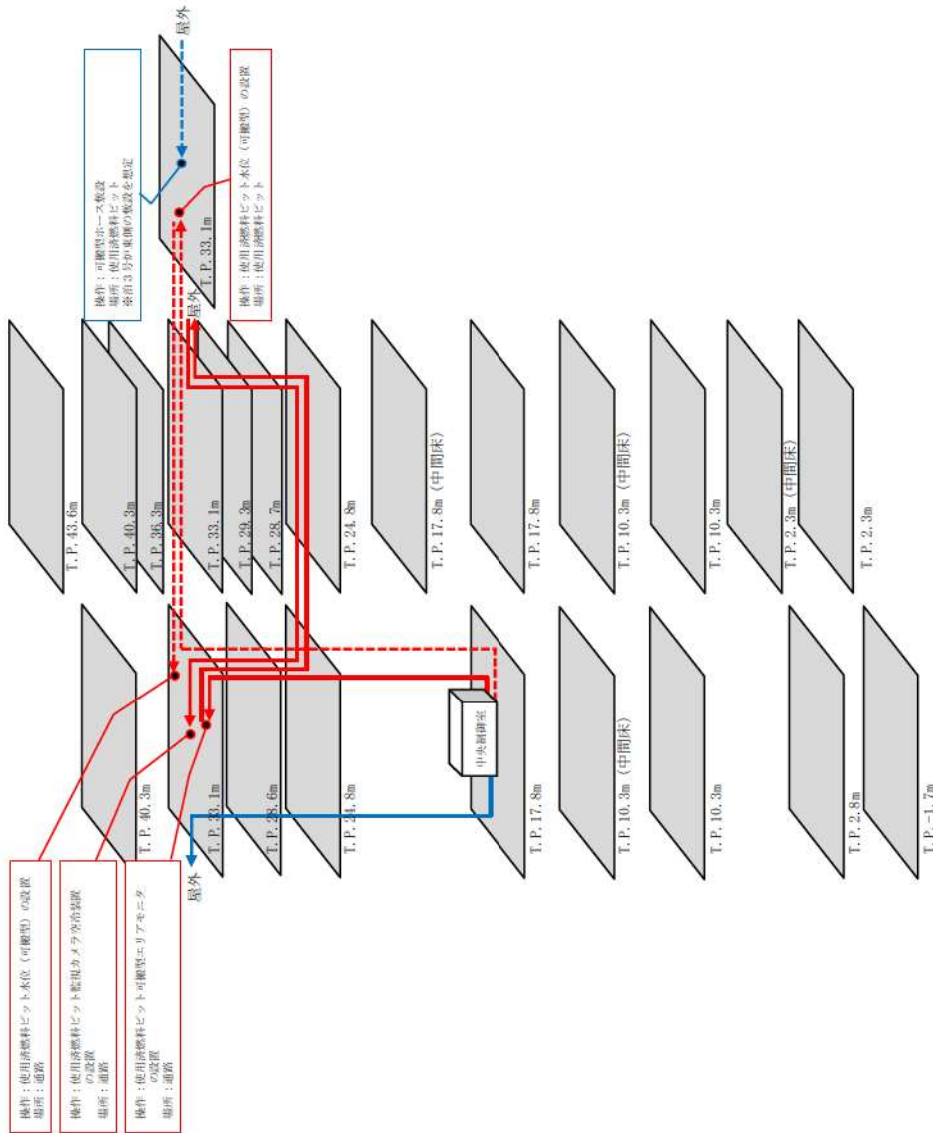 操作：使用済燃料ピット水位（可搬型）の設置
場所：通路
操作：使用済燃料ピット監視カメラ空冷装置
の設置
場所：通路
操作：使用済燃料ピット可搬型エリアモニタ
の設置
場所：通路
屋外
T.P. 40.3m
T.P. 33.1m
T.P. 28.6m
T.P. 24.8m
中央制御室
T.P. 17.8m
T.P. 10.3m（中間床）
T.P. 10.3m
T.P. 2.8m
T.P. -1.7m
T.P. 43.6m
T.P. 40.3m
T.P. 36.3m
T.P. 33.1m
T.P. 29.3m
T.P. 28.7m
T.P. 24.8m
T.P. 17.8m（中間床）
T.P. 17.8m
T.P. 10.3m（中間床）
T.P. 10.3m
T.P. 2.3m（中間床）
T.P. 2.3m
屋外
操作：可搬型ホース敷設
場所：使用済燃料ピット
※泊３号炉東側の敷設を想定
屋外
T.P. 33.1m
操作：使用済燃料ピット水位（可搬型）の設置
場所：使用済燃料ピット